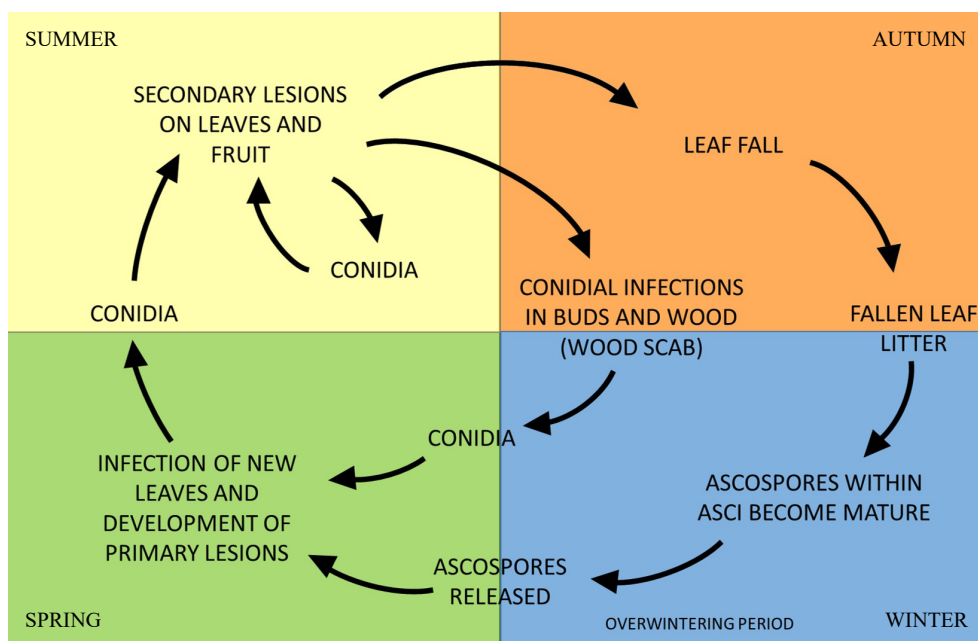 SUMMER
AUTUMN
SECONDARY LESIONS
ON LEAVES AND
FRUIT
LEAF FALL
CONIDIA
CONIDIA
CONIDIAL INFECTIONS
IN BUDS AND WOOD
(WOOD SCAB)
FALLEN LEAF
LITTER
CONIDIA
INFECTION OF NEW
LEAVES AND
DEVELOPMENT OF
PRIMARY LESIONS
ASCOSPORES WITHIN
ASCI BECOME MATURE
ASCOSPORES
RELEASED
SPRING
OVERWINTERING PERIOD
WINTER